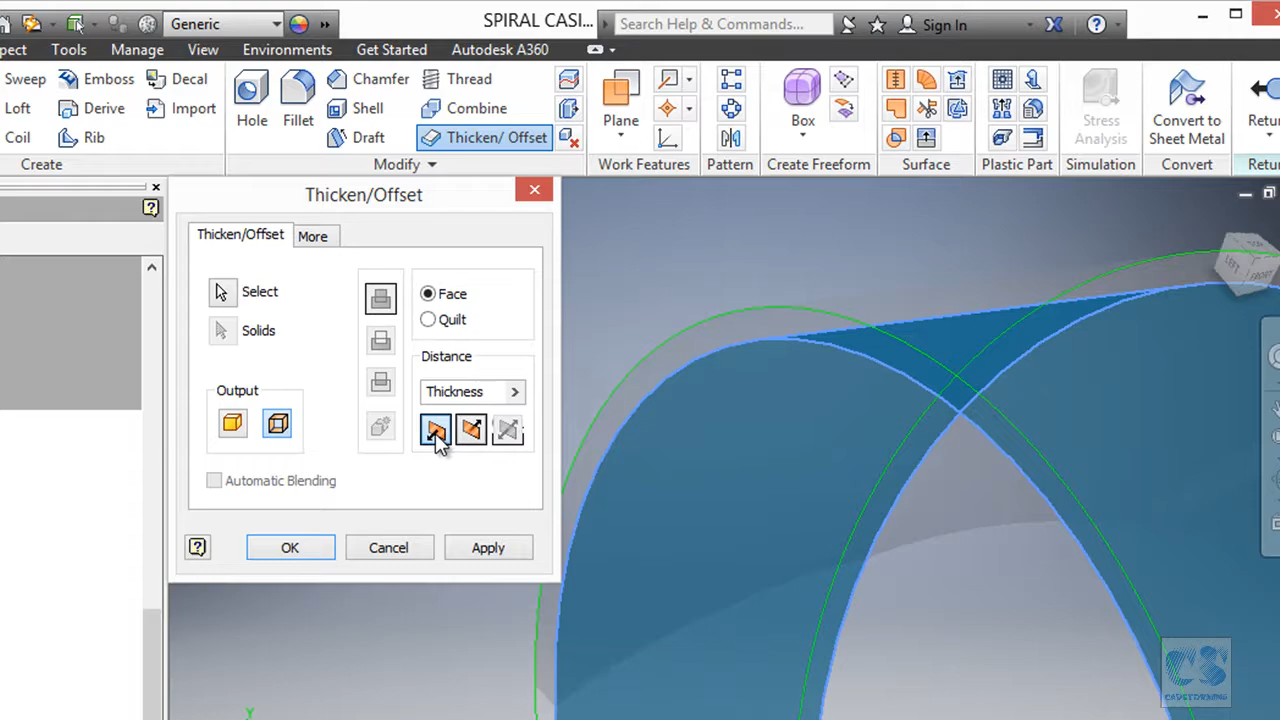 Generic
SPIRAL CASI...
Search Help & Commands...
Sign In
pect
Tools
Manage
View
Environments
Get Started
Autodesk A360
Sweep
Emboss
Decal
Chamfer
Thread
Loft
Derive
Import
Shell
Combine
Coil
Rib
Hole
Fillet
Draft
Thicken/ Offset
Plane
Box
Stress
Analysis
Convert to
Sheet Metal
Retur
Create
Modify
Work Features
Pattern
Create Freeform
Surface
Plastic Part
Simulation
Convert
Retur
Thicken/Offset
Thicken/Offset
More
Select
Solids
Face
Quilt
Distance
Thickness
Output
Automatic Blending
OK
Cancel
Apply
LEFT
FRONT
Y
CS